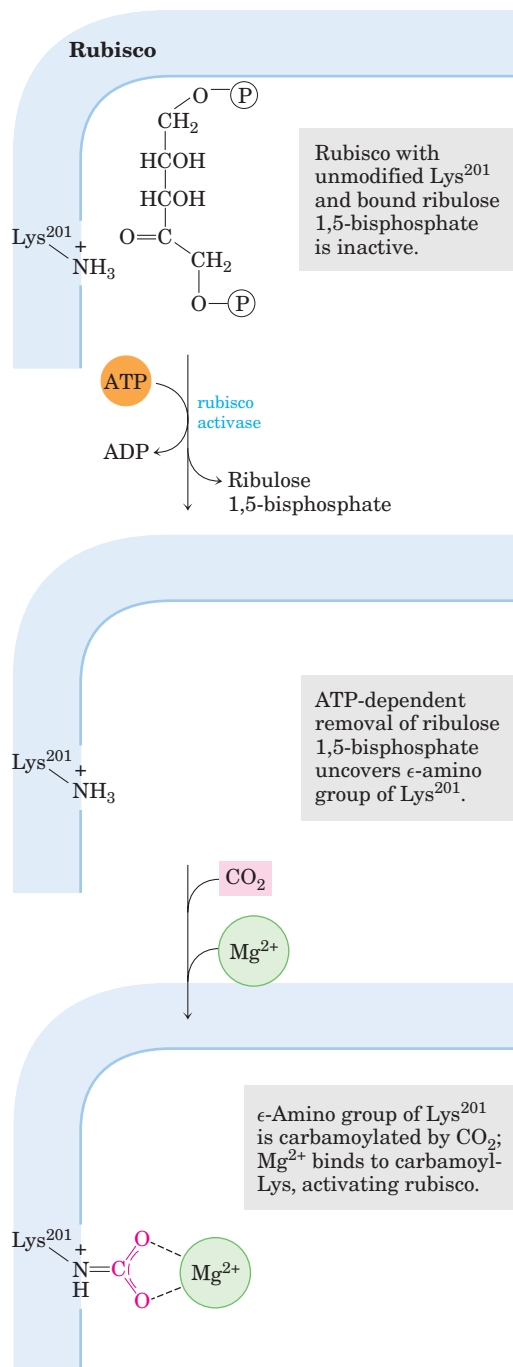 Rubisco
O—Ⓟ
CH₂
HCOH
HCOH
O=C
CH₂
O—Ⓟ
Lys²⁰¹
+
NH₃
Rubisco with
unmodified Lys²⁰¹
and bound ribulose
1,5-bisphosphate
is inactive.
ATP
rubisco
activase
ADP
Ribulose
1,5-bisphosphate
Lys²⁰¹
+
NH₃
ATP-dependent
removal of ribulose
1,5-bisphosphate
uncovers ϵ-amino
group of Lys²⁰¹.
CO₂
Mg²⁺
ϵ-Amino group of Lys²⁰¹
is carbamoylated by CO₂;
Mg²⁺ binds to carbamoyl-
Lys, activating rubisco.
Lys²⁰¹
+
O
N=C
Mg²⁺
H
O